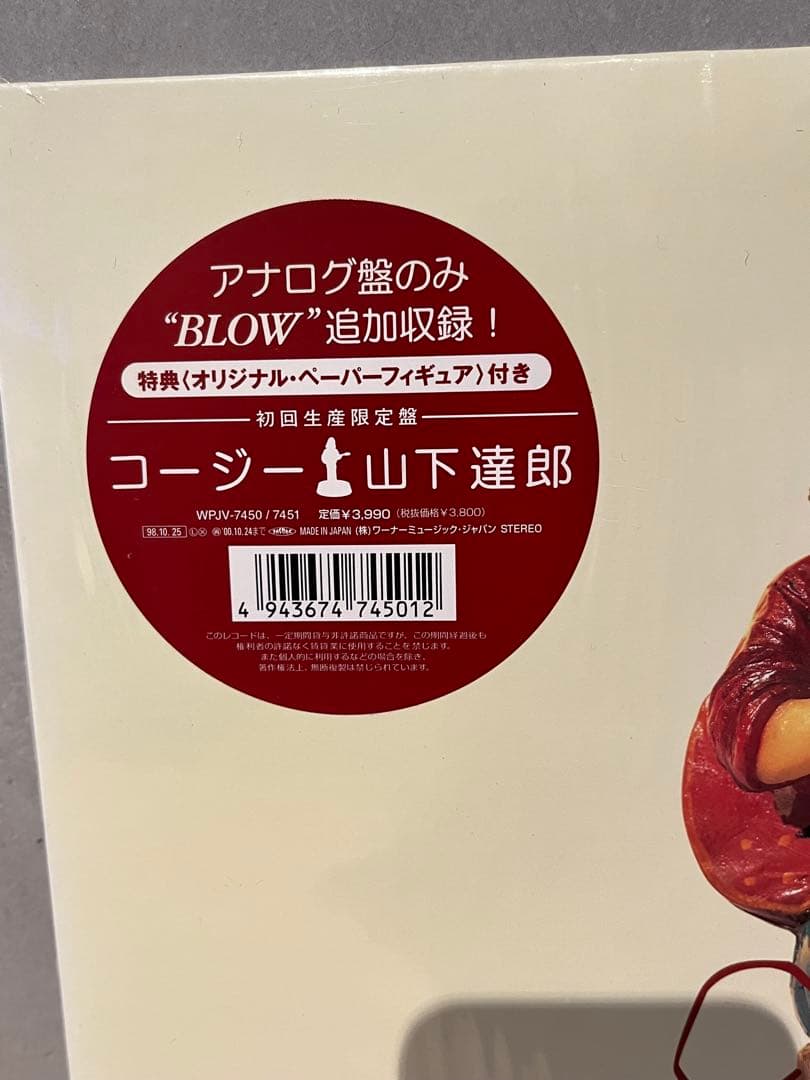 アナログ盤のみ
“BLOW”追加収録！
特典〈オリジナル・ペーパーフィギュア〉付き
初回生産限定盤
コージー 山下達郎
WPJV-7450 / 7451 定価￥3,990（税抜価格￥3,800）
98.10.25 Ⓛ Ⓧ '00.10.24まで MADE IN JAPAN (株)ワーナーミュージック・ジャパン STEREO
4 943674 745012
このレコードは、一定期間貸与非許諾商品ですが、この期間経過後も
権利者の許諾なく賃貸業に使用することを禁じます。
また個人的に利用するなどの場合を除き、
著作権法上、無断複製は禁じられています。